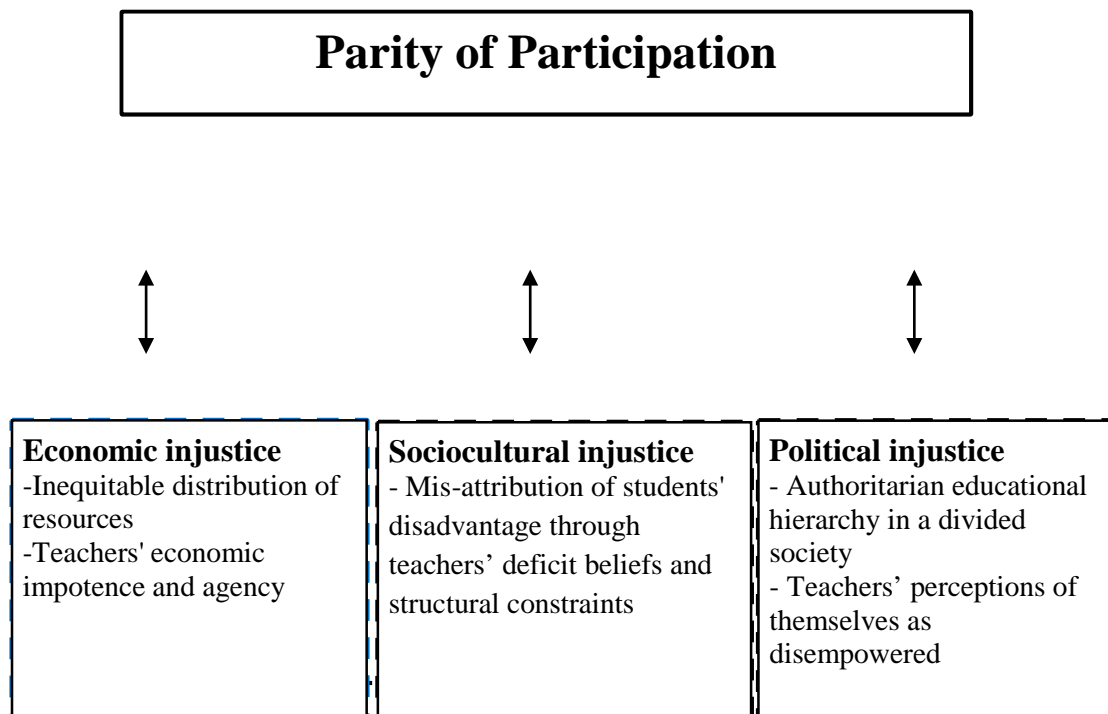 Parity of Participation
Economic injustice
-Inequitable distribution of
resources
-Teachers' economic
impotence and agency
Sociocultural injustice
- Mis-attribution of students'
disadvantage through
teachers’ deficit beliefs and
structural constraints
Political injustice
- Authoritarian educational
hierarchy in a divided
society
- Teachers’ perceptions of
themselves as
disempowered